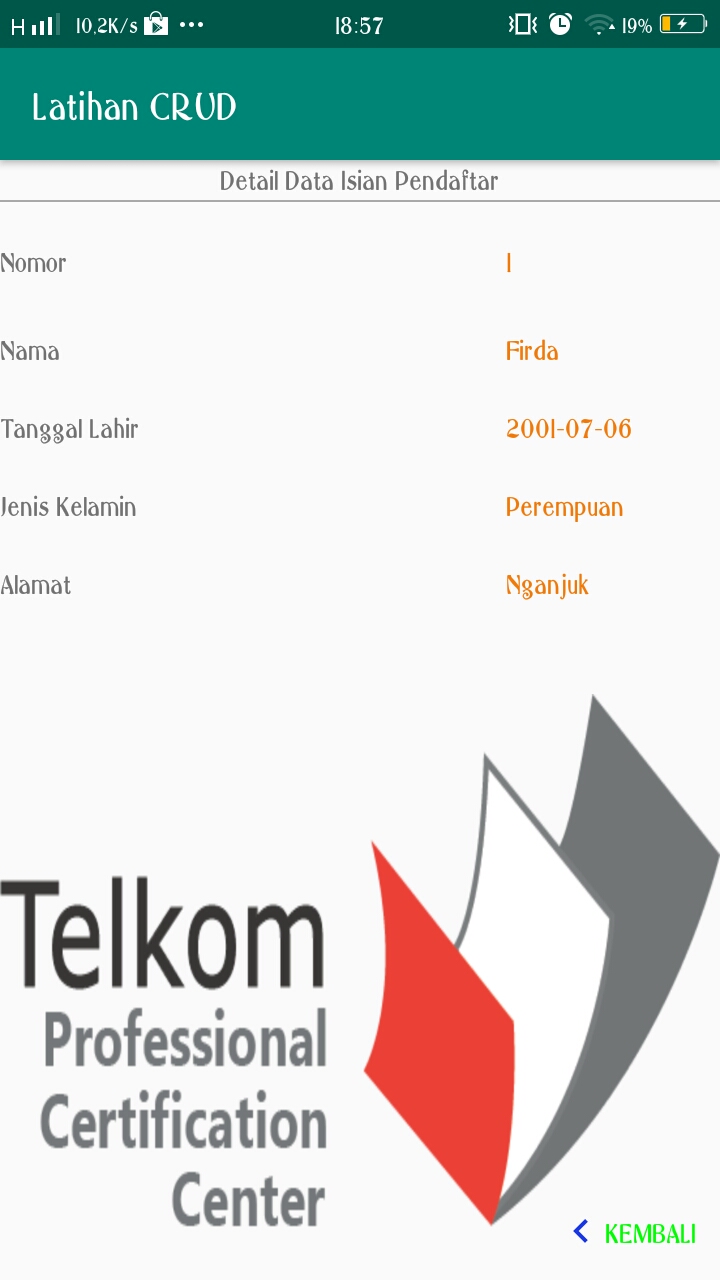 H 10.2K/s ••• 18:57 19%
Latihan CRUD
Detail Data Isian Pendaftar
Nomor 1
Nama Firda
Tanggal Lahir 2001-07-06
Jenis Kelamin Perempuan
Alamat Nganjuk
Telkom
Professional
Certification
Center
KEMBALI